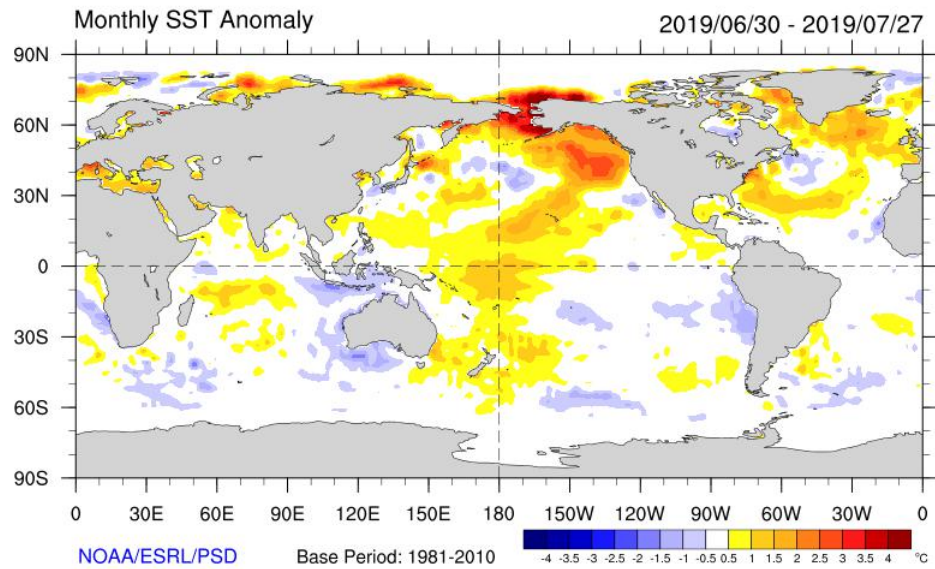 Monthly SST Anomaly
2019/06/30 - 2019/07/27
90N
60N
30N
0
30S
60S
90S
0 30E 60E 90E 120E 150E 180 150W 120W 90W 60W 30W 0
NOAA/ESRL/PSD
Base Period: 1981-2010
-4 -3.5 -3 -2.5 -2 -1.5 -1 -0.5 0.5 1 1.5 2 2.5 3 3.5 4 °C